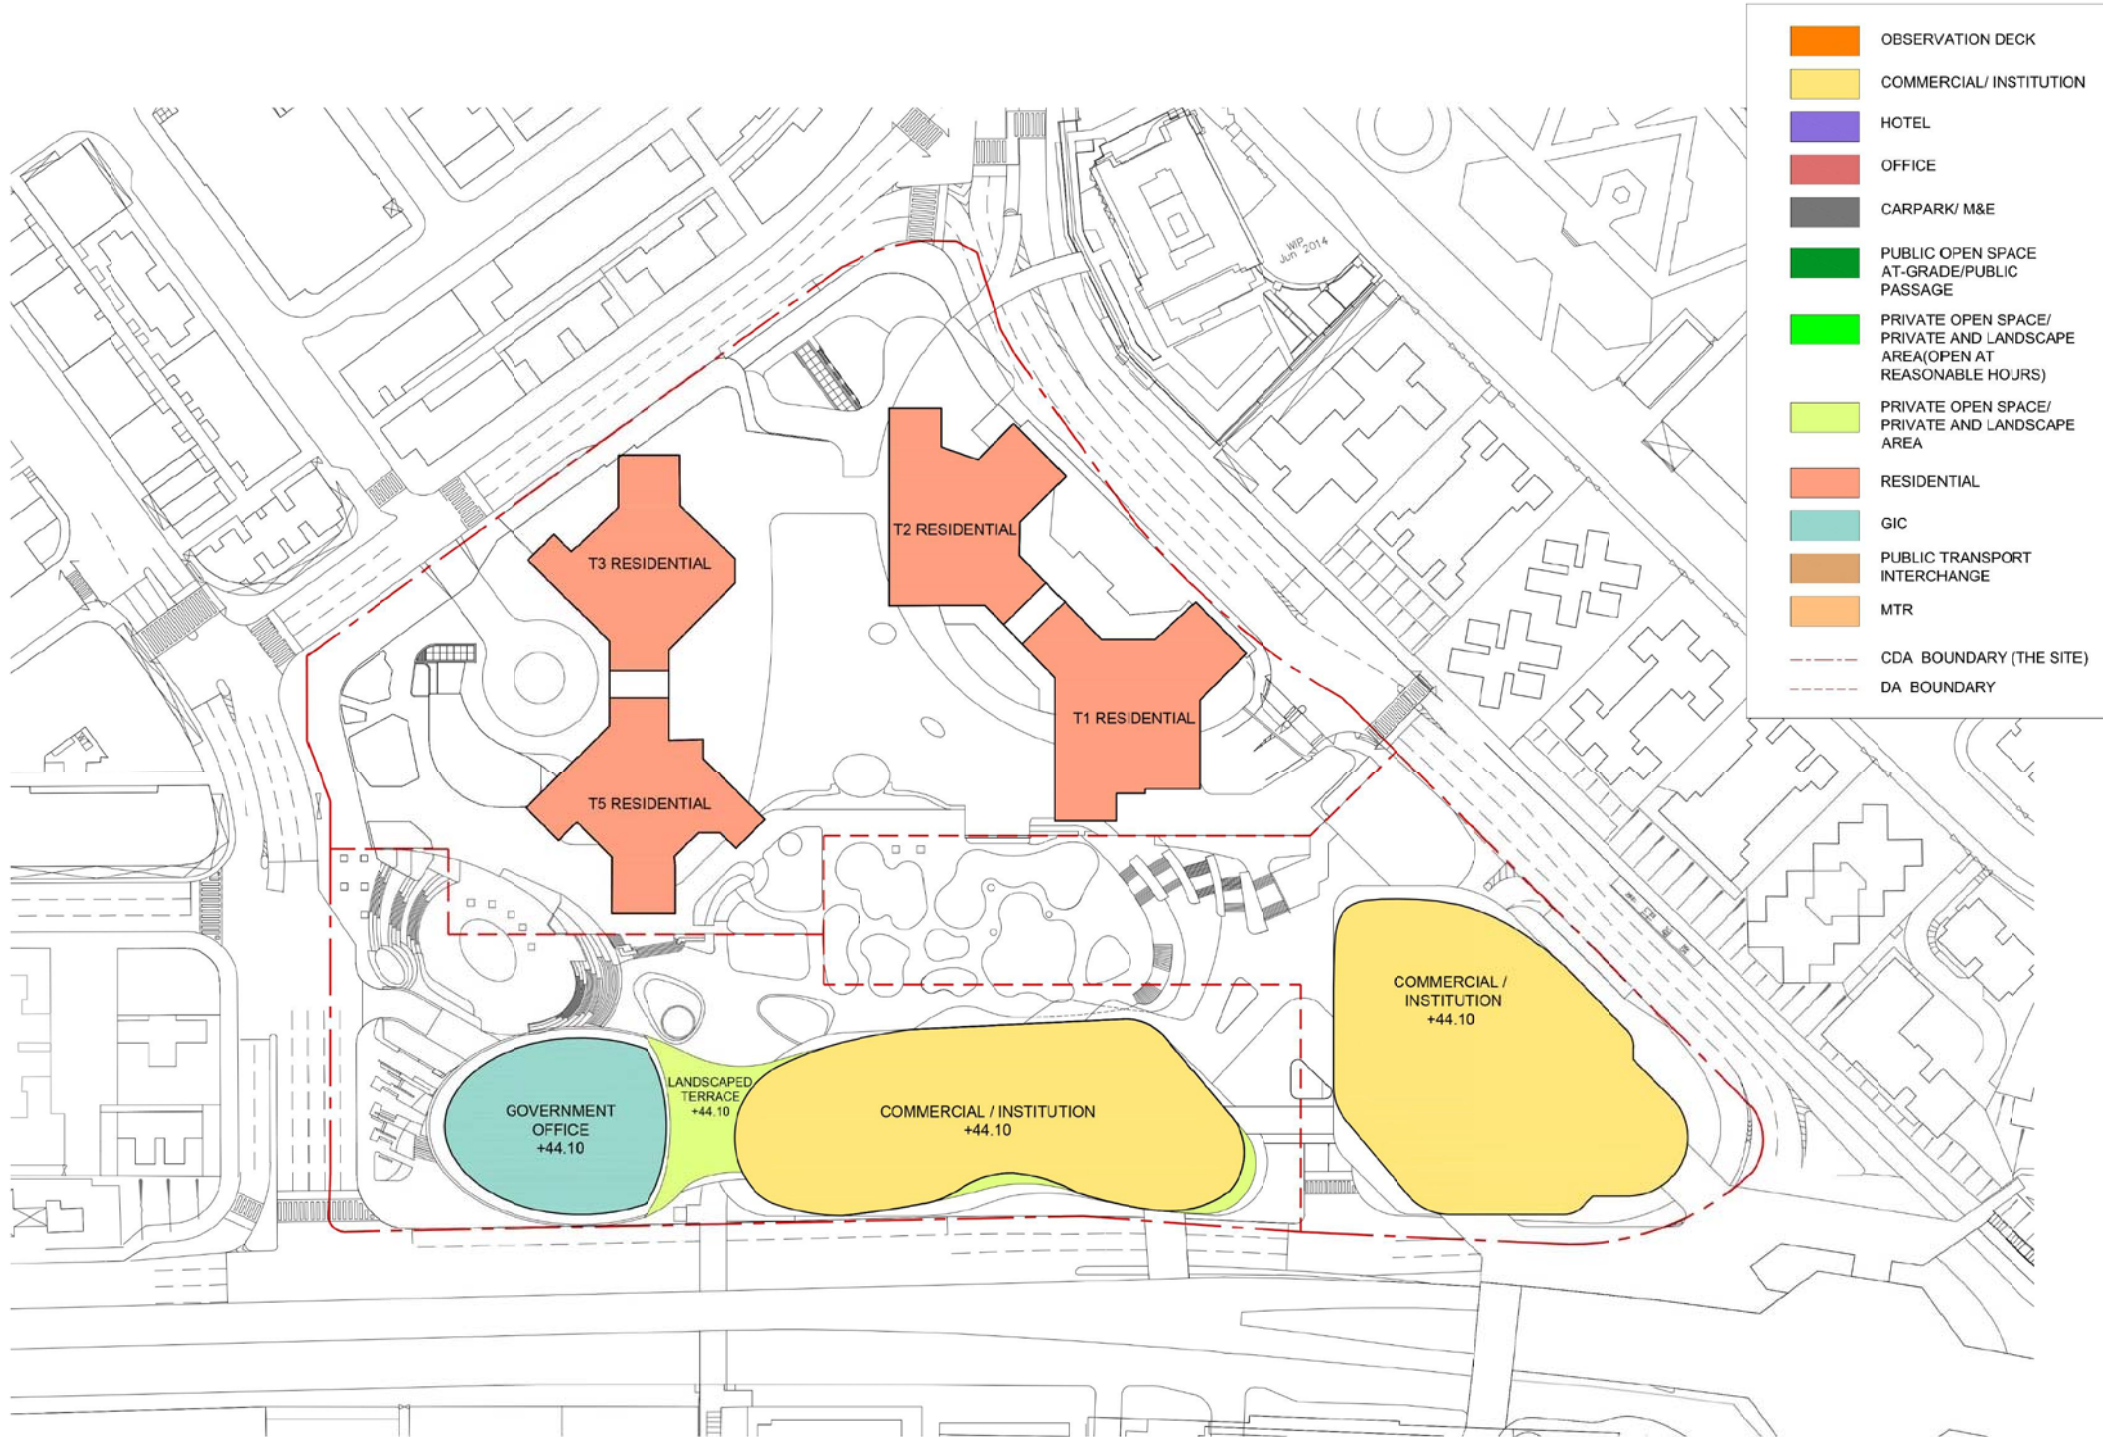 OBSERVATION DECK
COMMERCIAL/ INSTITUTION
HOTEL
OFFICE
CARPARK/ M&E
PUBLIC OPEN SPACE
AT-GRADE/PUBLIC
PASSAGE
PRIVATE OPEN SPACE/
PRIVATE AND LANDSCAPE
AREA(OPEN AT
REASONABLE HOURS)
PRIVATE OPEN SPACE/
PRIVATE AND LANDSCAPE
AREA
RESIDENTIAL
GIC
PUBLIC TRANSPORT
INTERCHANGE
MTR
CDA BOUNDARY (THE SITE)
DA BOUNDARY
WIP
Jun 2014
T2 RESIDENTIAL
T3 RESIDENTIAL
T1 RESIDENTIAL
T5 RESIDENTIAL
COMMERCIAL /
INSTITUTION
+44.10
LANDSCAPED
TERRACE
+44.10
GOVERNMENT
OFFICE
+44.10
COMMERCIAL / INSTITUTION
+44.10